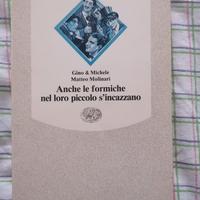 Gino & Michele
Matteo Molinari
Anche le formiche
nel loro piccolo s'incazzano